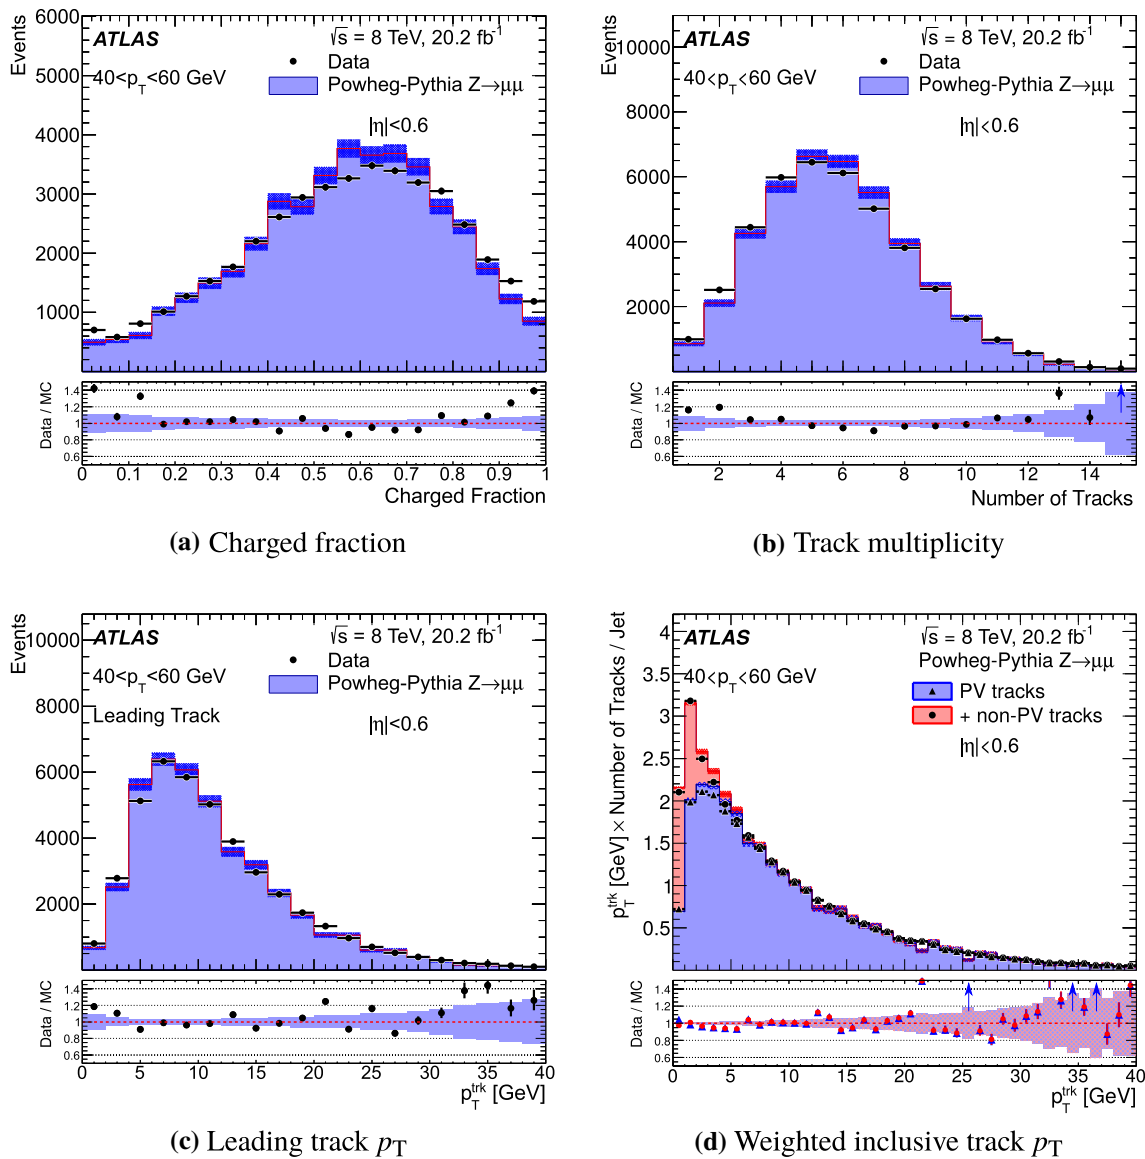 Events
6000
5000
4000
3000
2000
1000
ATLAS
√s = 8 TeV, 20.2 fb⁻¹
40<p_T<60 GeV
Data
Powheg-Pythia Z→μμ
|η|<0.6
Data / MC
1.4
1.2
1
0.8
0.6
0 0.1 0.2 0.3 0.4 0.5 0.6 0.7 0.8 0.9 1
Charged Fraction
(a) Charged fraction
Events
10000
8000
6000
4000
2000
ATLAS
√s = 8 TeV, 20.2 fb⁻¹
40<p_T<60 GeV
Data
Powheg-Pythia Z→μμ
|η|<0.6
Data / MC
1.4
1.2
1
0.8
0.6
2 4 6 8 10 12 14
Number of Tracks
(b) Track multiplicity
Events
10000
8000
6000
4000
2000
ATLAS
√s = 8 TeV, 20.2 fb⁻¹
40<p_T<60 GeV
Data
Powheg-Pythia Z→μμ
Leading Track
|η|<0.6
Data / MC
1.4
1.2
1
0.8
0.6
0 5 10 15 20 25 30 35 40
p_T^trk [GeV]
(c) Leading track p_T
p_T^trk [GeV] × Number of Tracks / Jet
4
3.5
3
2.5
2
1.5
1
0.5
ATLAS
√s = 8 TeV, 20.2 fb⁻¹
Powheg-Pythia Z→μμ
40<p_T<60 GeV
PV tracks
+ non-PV tracks
|η|<0.6
Data / MC
1.4
1.2
1
0.8
0.6
0 5 10 15 20 25 30 35 40
p_T^trk [GeV]
(d) Weighted inclusive track p_T